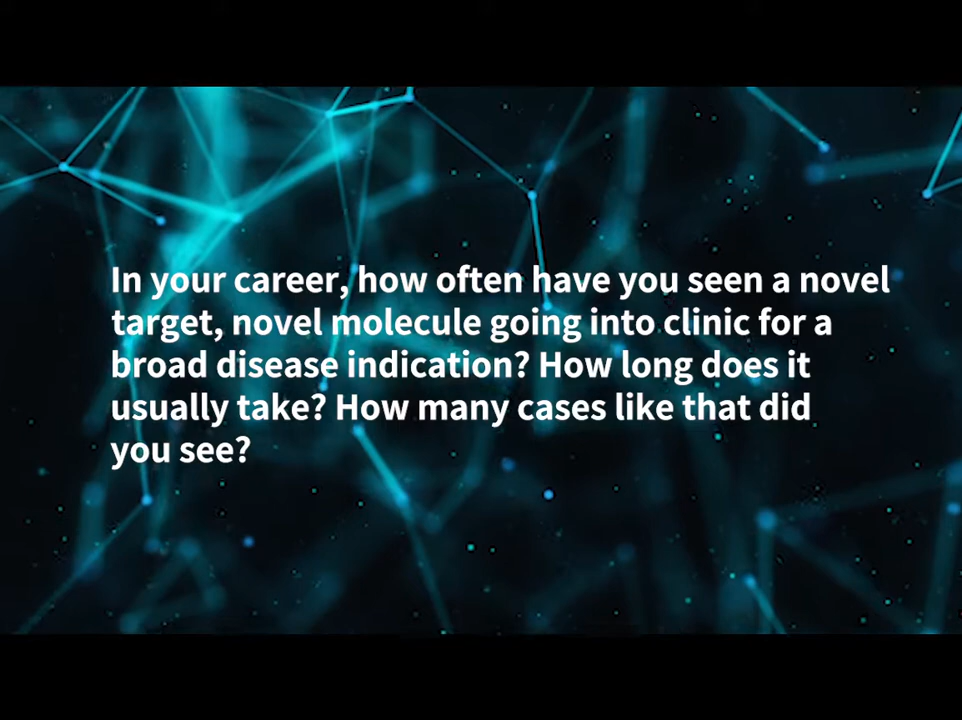 In your career, how often have you seen a novel
target, novel molecule going into clinic for a
broad disease indication? How long does it
usually take? How many cases like that did
you see?